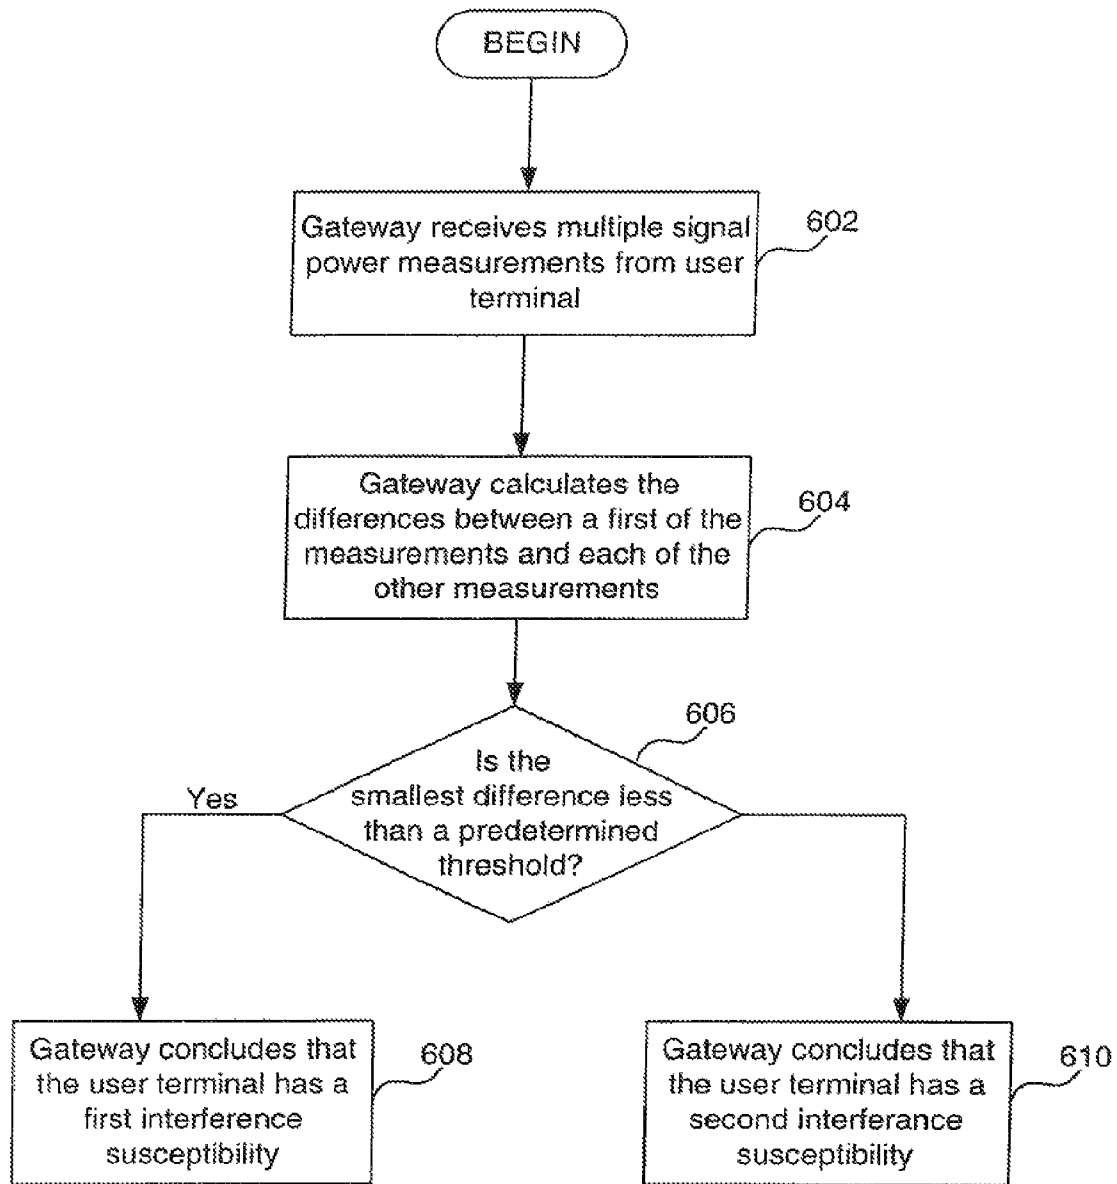 BEGIN
Gateway receives multiple signal
power measurements from user
terminal
602
Gateway calculates the
differences between a first of the
measurements and each of the
other measurements
604
606
Is the
smallest difference less
than a predetermined
threshold?
Yes
Gateway concludes that
the user terminal has a
first interference
susceptibility
608
Gateway concludes that
the user terminal has a
second interferance
susceptibility
610